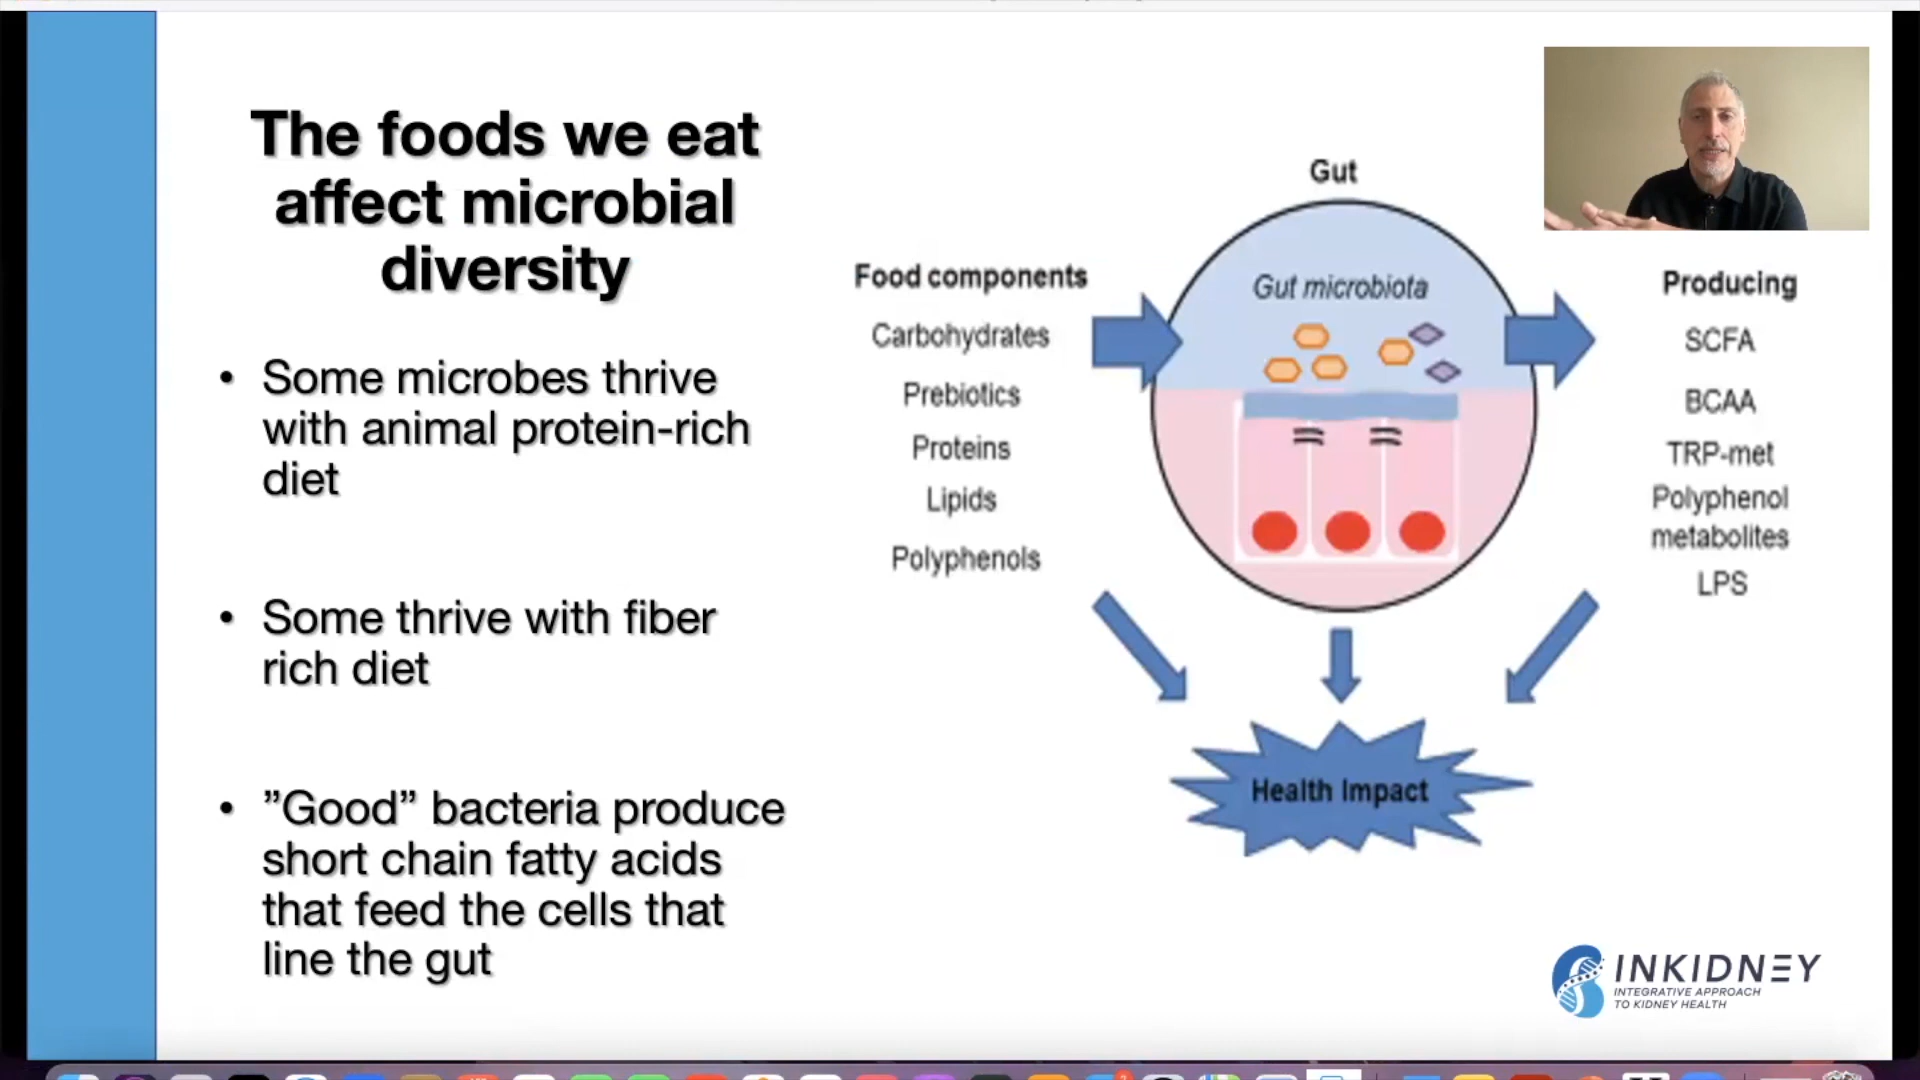 The foods we eat
affect microbial
diversity
• Some microbes thrive
with animal protein-rich
diet
• Some thrive with fiber
rich diet
• ”Good” bacteria produce
short chain fatty acids
that feed the cells that
line the gut
Gut
Food components
Carbohydrates
Prebiotics
Proteins
Lipids
Polyphenols
Gut microbiota
Producing
SCFA
BCAA
TRP-met
Polyphenol
metabolites
LPS
Health Impact
INKIDNEY
INTEGRATIVE APPROACH
TO KIDNEY HEALTH